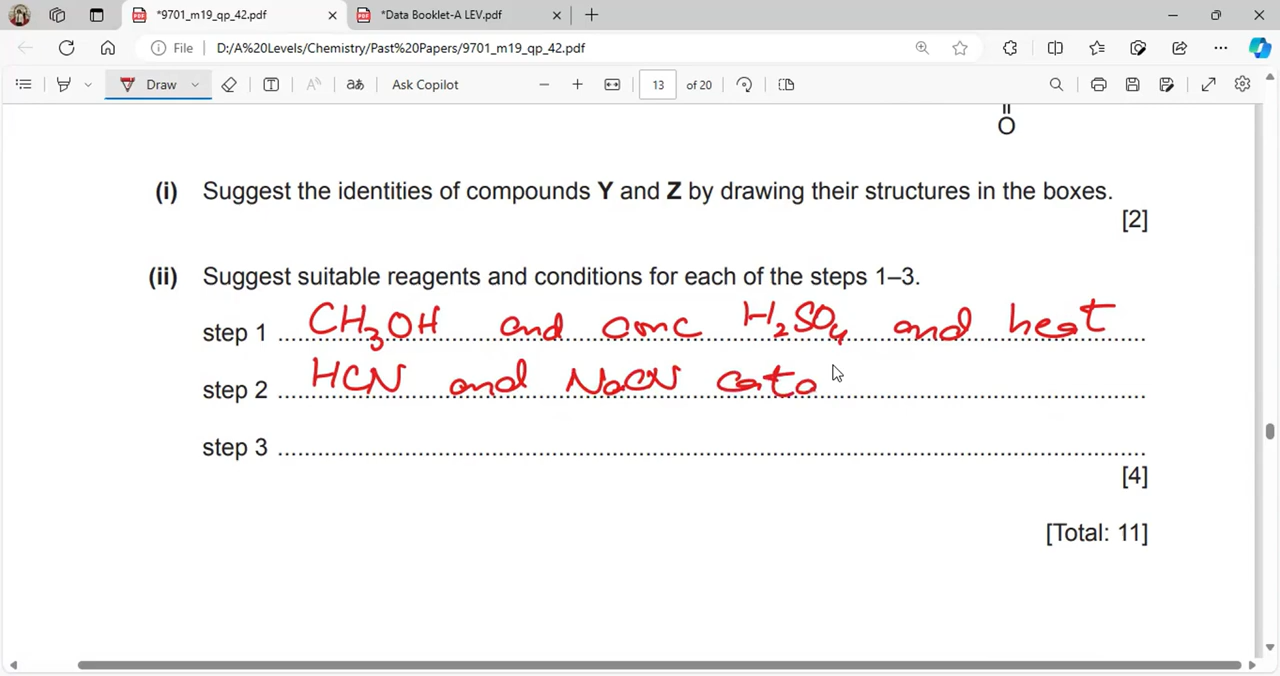 *9701_m19_qp_42.pdf
*Data Booklet-A LEV.pdf
File D:/A%20Levels/Chemistry/Past%20Papers/9701_m19_qp_42.pdf
Draw aあ Ask Copilot 13 of 20
O
(i) Suggest the identities of compounds Y and Z by drawing their structures in the boxes.
[2]
(ii) Suggest suitable reagents and conditions for each of the steps 1–3.
step 1 CH3OH and conc H2SO4 and heat
step 2 HCN and NaCN cata
step 3
[4]
[Total: 11]